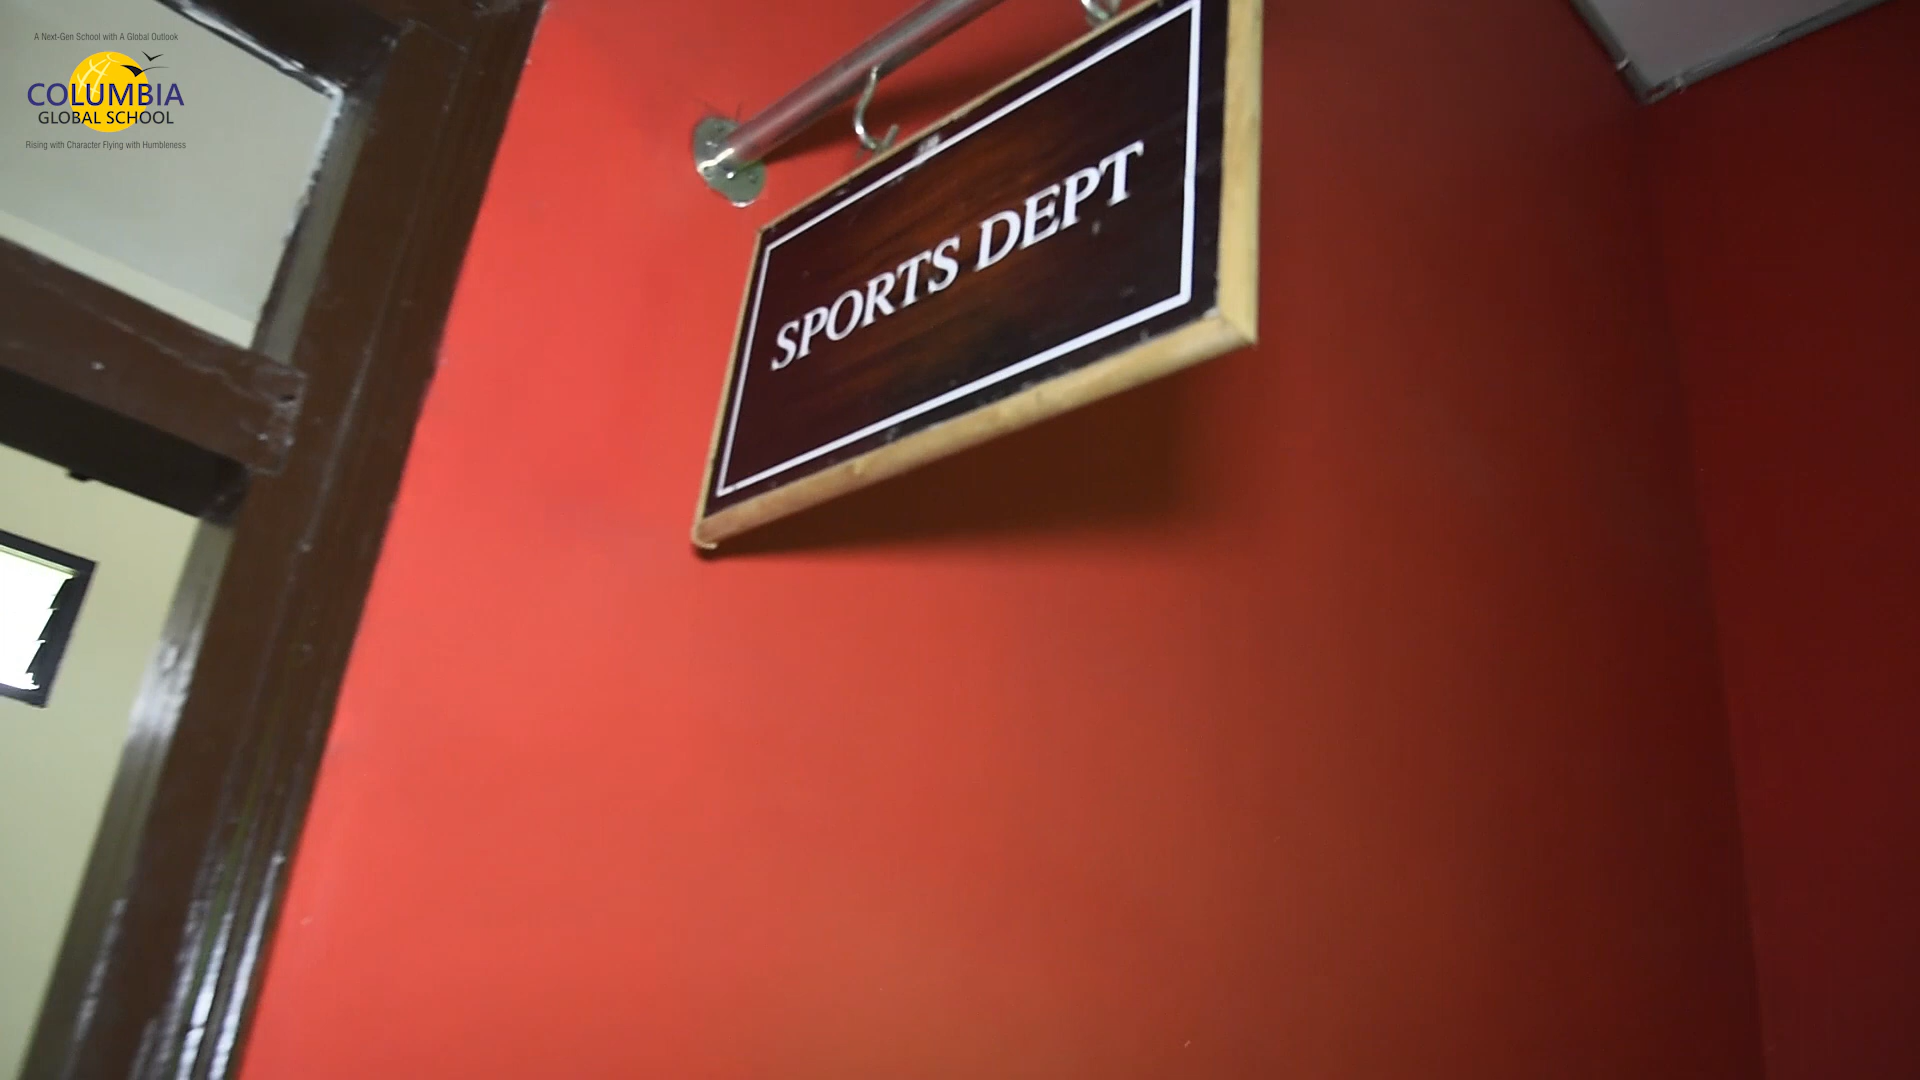 A Next-Gen School with A Global Outlook
COLUMBIA
GLOBAL SCHOOL
Rising with Character Flying with Humbleness
SPORTS DEPT